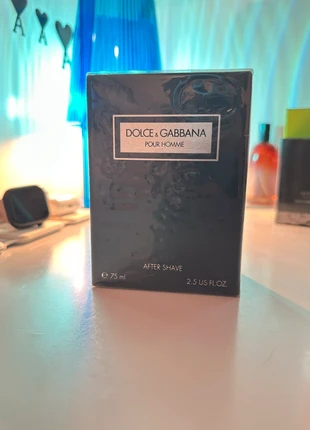 DOLCE & GABBANA
POUR HOMME
AFTER SHAVE
℮ 75 ml 2.5 US FL.OZ.